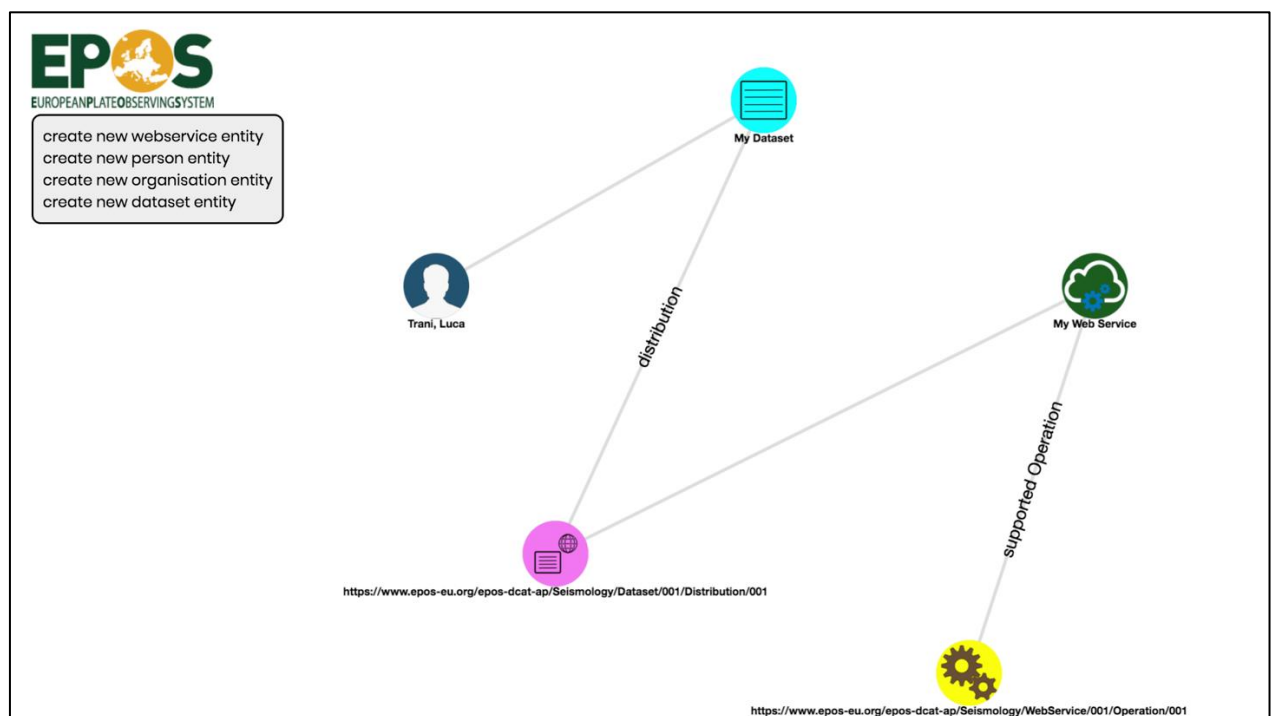 EPOS
EUROPEANPLATEOBSERVINGSYSTEM
create new webservice entity
create new person entity
create new organisation entity
create new dataset entity
My Dataset
Trani, Luca
My Web Service
distribution
supported Operation
https://www.epos-eu.org/epos-dcat-ap/Seismology/Dataset/001/Distribution/001
https://www.epos-eu.org/epos-dcat-ap/Seismology/WebService/001/Operation/001